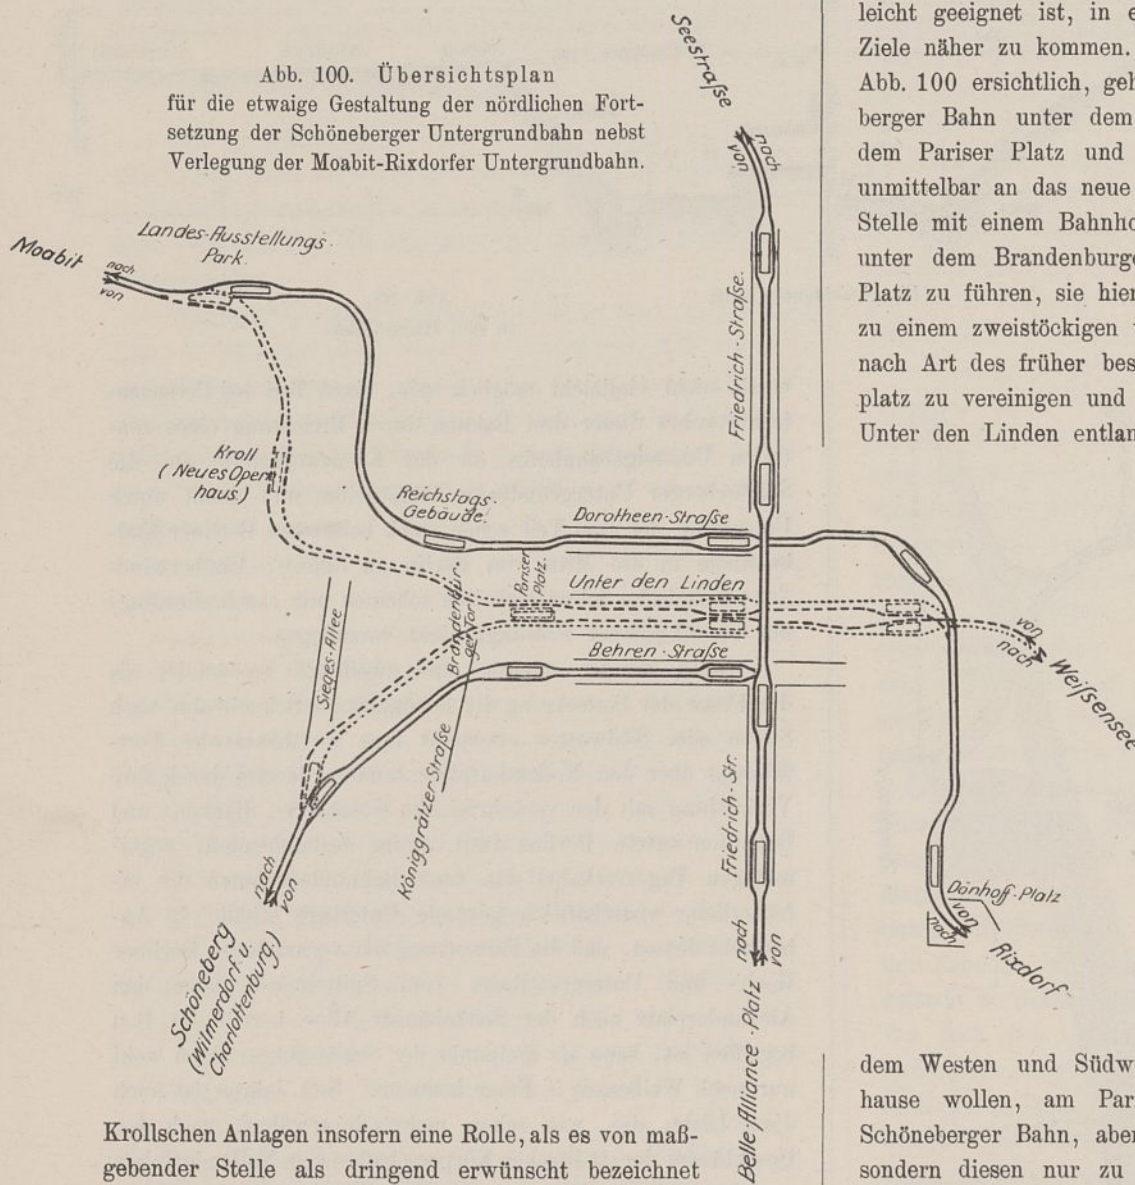 Abb. 100. Übersichtsplan
für die etwaige Gestaltung der nördlichen Fort-
setzung der Schöneberger Untergrundbahn nebst
Verlegung der Moabit-Rixdorfer Untergrundbahn.
Seestraße
von
nach
Moabit
nach
von
Landes-Ausstellungs-
Park.
Friedrich-Straße.
Kroll
(Neues Opern
haus.)
Reichstags-
Gebäude.
Dorotheen-Straße
Pariser
Platz.
Unter den Linden
Brandenbur-
ger Tor
Sieges-Allee
Behren-Straße
von
nach
Weißensee
Königgrätzer Straße
Friedrich-Str.
nach
von
Schöneberg
(Wilmersdorf u.
Charlottenburg.)
Dönhoff-Platz
von
nach
Rixdorf
nach
von
Belle-Alliance-Platz
Krollschen Anlagen insofern eine Rolle, als es von maß-
gebender Stelle als dringend erwünscht bezeichnet
leicht geeignet ist, in e
Ziele näher zu kommen.
Abb. 100 ersichtlich, geh
berger Bahn unter dem
dem Pariser Platz und
unmittelbar an das neue
Stelle mit einem Bahnho
unter dem Brandenburge
Platz zu führen, sie hier
zu einem zweistöckigen
nach Art des früher bes
platz zu vereinigen und
Unter den Linden entlan
dem Westen und Südw
hause wollen, am Par
Schöneberger Bahn, aber
sondern diesen nur zu